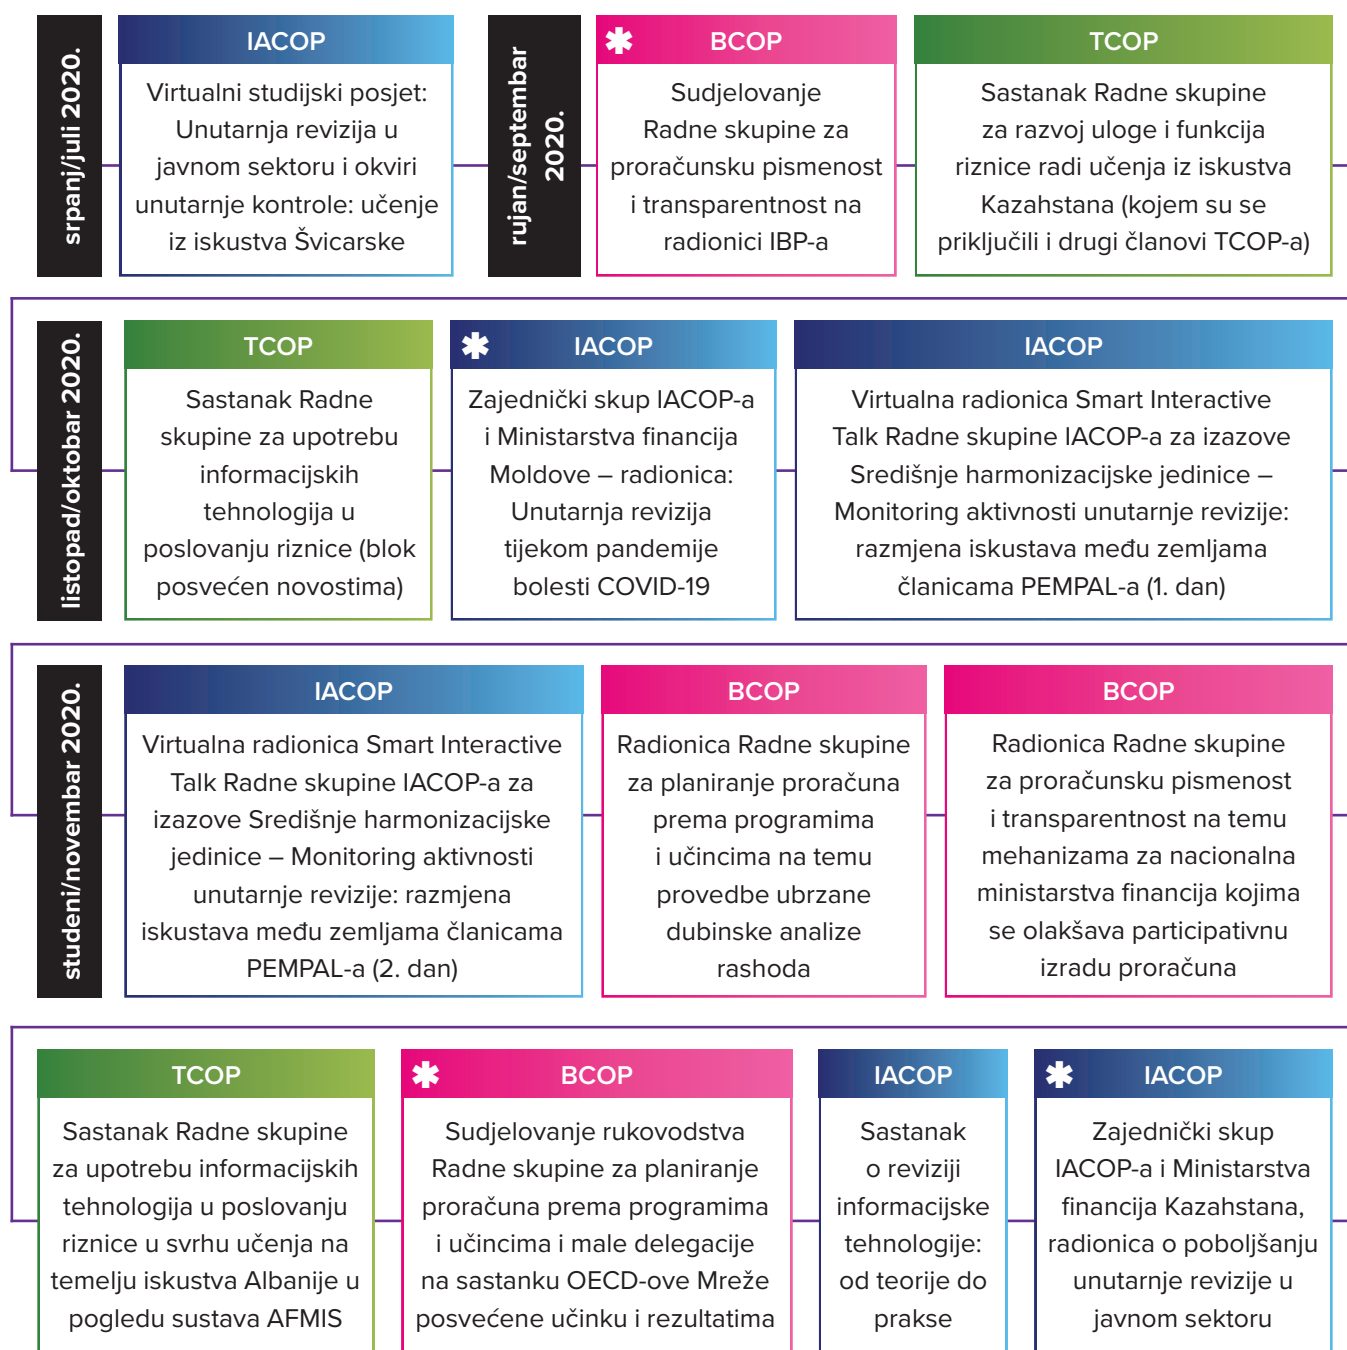 srpanj/juli 2020.
IACOP
Virtualni studijski posjet:
Unutarnja revizija u
javnom sektoru i okviri
unutarnje kontrole: učenje
iz iskustva Švicarske
rujan/septembar
2020.
✱ BCOP
Sudjelovanje
Radne skupine za
proračunsku pismenost
i transparentnost na
radionici IBP-a
TCOP
Sastanak Radne skupine
za razvoj uloge i funkcija
riznice radi učenja iz iskustva
Kazahstana (kojem su se
priključili i drugi članovi TCOP-a)
listopad/oktobar 2020.
TCOP
Sastanak Radne
skupine za upotrebu
informacijskih
tehnologija u
poslovanju riznice (blok
posvećen novostima)
✱ IACOP
Zajednički skup IACOP-a
i Ministarstva financija
Moldove – radionica:
Unutarnja revizija
tijekom pandemije
bolesti COVID-19
IACOP
Virtualna radionica Smart Interactive
Talk Radne skupine IACOP-a za izazove
Središnje harmonizacijske jedinice –
Monitoring aktivnosti unutarnje revizije:
razmjena iskustava među zemljama
članicama PEMPAL-a (1. dan)
studeni/novembar 2020.
IACOP
Virtualna radionica Smart Interactive
Talk Radne skupine IACOP-a za
izazove Središnje harmonizacijske
jedinice – Monitoring aktivnosti
unutarnje revizije: razmjena
iskustava među zemljama članicama
PEMPAL-a (2. dan)
BCOP
Radionica Radne skupine
za planiranje proračuna
prema programima
i učincima na temu
provedbe ubrzane
dubinske analize
rashoda
BCOP
Radionica Radne skupine
za proračunsku pismenost
i transparentnost na temu
mehanizama za nacionalna
ministarstva financija kojima
se olakšava participativnu
izradu proračuna
TCOP
Sastanak Radne skupine
za upotrebu informacijskih
tehnologija u poslovanju
riznice u svrhu učenja na
temelju iskustva Albanije u
pogledu sustava AFMIS
✱ BCOP
Sudjelovanje rukovodstva
Radne skupine za planiranje
proračuna prema programima
i učincima i male delegacije
na sastanku OECD-ove Mreže
posvećene učinku i rezultatima
IACOP
Sastanak
o reviziji
informacijske
tehnologije:
od teorije do
prakse
✱ IACOP
Zajednički skup
IACOP-a i Ministarstva
financija Kazahstana,
radionica o poboljšanju
unutarnje revizije u
javnom sektoru